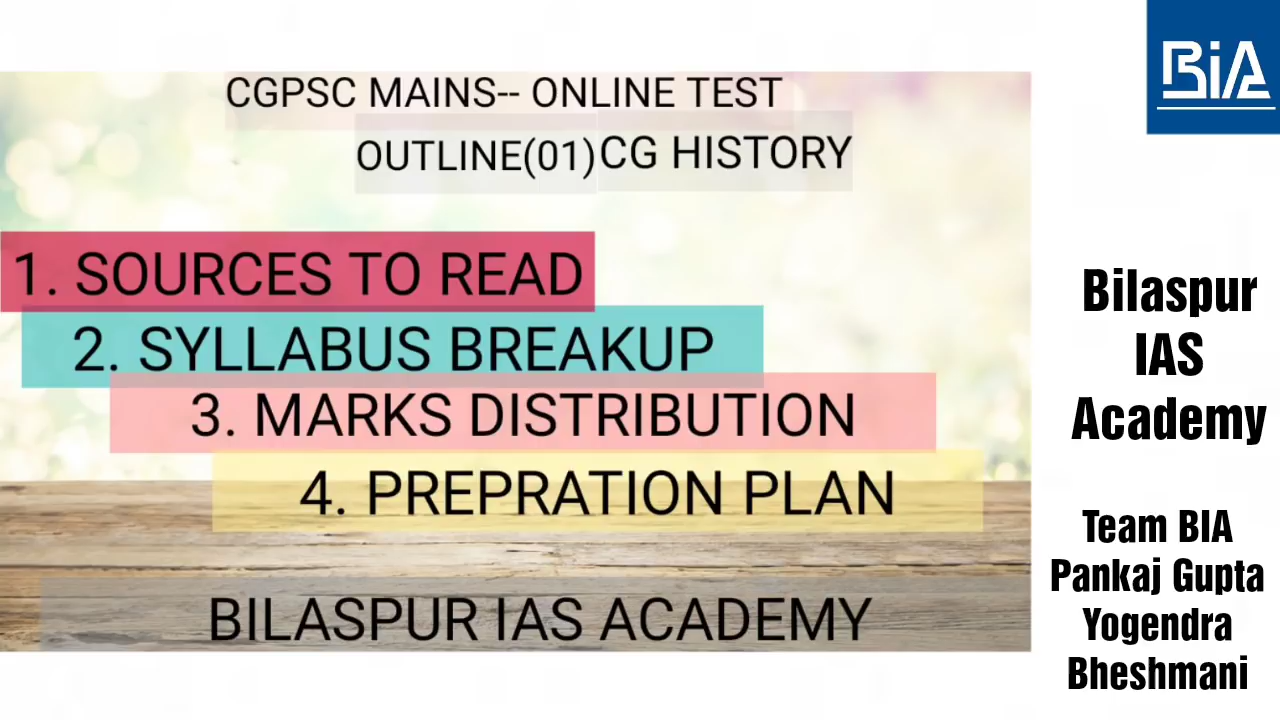 CGPSC MAINS-- ONLINE TEST
OUTLINE(01) CG HISTORY
1. SOURCES TO READ
2. SYLLABUS BREAKUP
3. MARKS DISTRIBUTION
4. PREPRATION PLAN
BILASPUR IAS ACADEMY
BiA
Bilaspur
IAS
Academy
Team BIA
Pankaj Gupta
Yogendra
Bheshmani